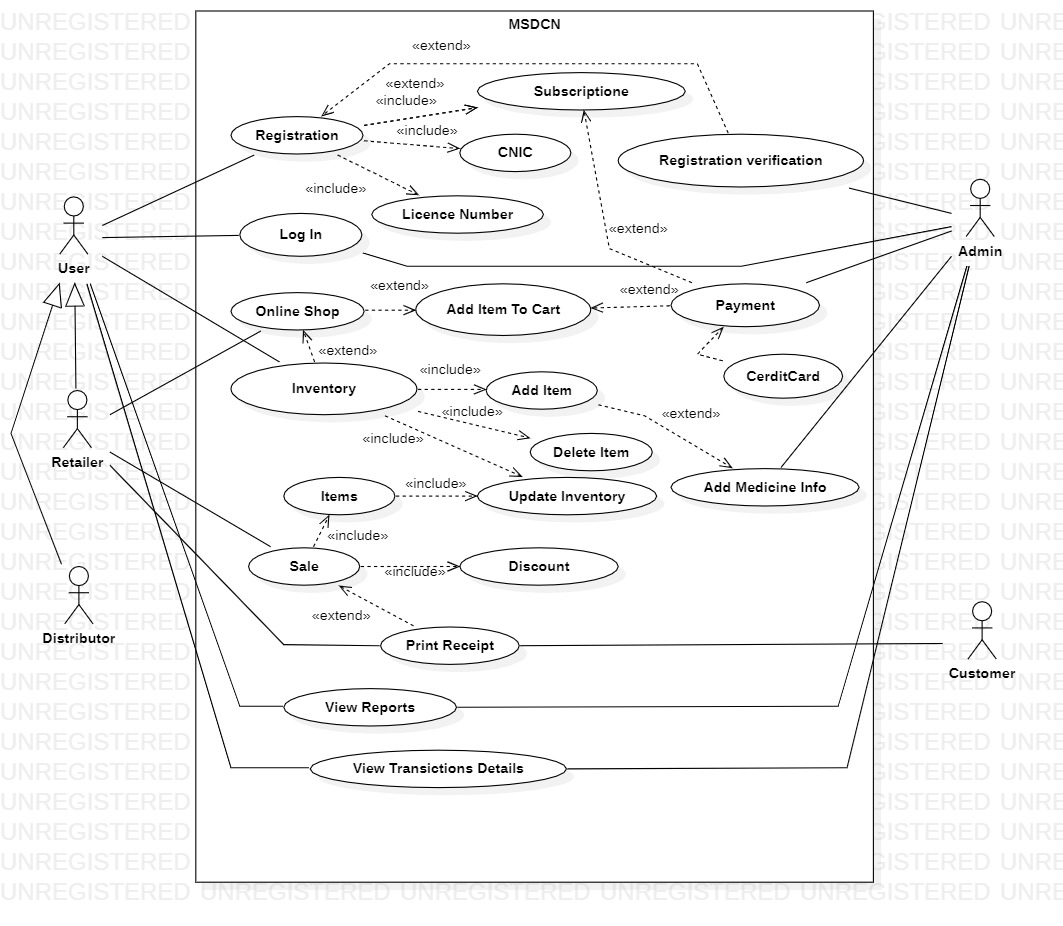 MSDCN
«extend»
«extend»
«include»
Subscriptione
Registration
«include»
CNIC
Registration verification
«include»
Licence Number
Log In
«extend»
User
Admin
«extend»
«extend»
Online Shop
Add Item To Cart
Payment
«extend»
«include»
CerditCard
Inventory
Add Item
«include»
«extend»
«include»
Delete Item
Retailer
«include»
Add Medicine Info
Items
Update Inventory
«include»
Sale
«include»
Discount
«extend»
Distributor
Print Receipt
Customer
View Reports
View Transictions Details
UNREGISTERED UNREGISTERED UNREGISTERED UNREGISTERED UNREGISTERED UNRE